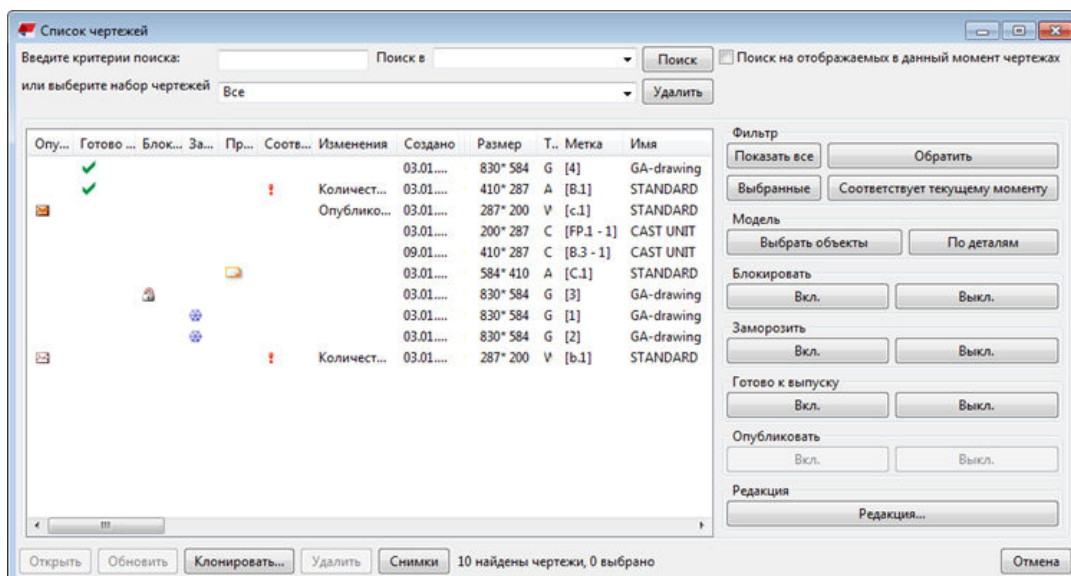 Список чертежей
Введите критерии поиска: Поиск в Поиск Поиск на отображаемых в данный момент чертежах
или выберите набор чертежей Все Удалить
Опу... Готово ... Блок... За... Пр... Соотв... Изменения Создано Размер Т.. Метка Имя
03.01.... 830* 584 G [4] GA-drawing
Количест... 03.01.... 410* 287 A [B.1] STANDARD
Опублико... 03.01.... 287* 200 W [c.1] STANDARD
03.01.... 200* 287 C [FP.1 - 1] CAST UNIT
09.01.... 410* 287 C [B.3 - 1] CAST UNIT
03.01.... 584* 410 A [C.1] STANDARD
03.01.... 830* 584 G [3] GA-drawing
03.01.... 830* 584 G [1] GA-drawing
03.01.... 830* 584 G [2] GA-drawing
Количест... 03.01.... 287* 200 W [b.1] STANDARD
Фильтр
Показать все Обратить
Выбранные Соответствует текущему моменту
Модель
Выбрать объекты По деталям
Блокировать
Вкл. Выкл.
Заморозить
Вкл. Выкл.
Готово к выпуску
Вкл. Выкл.
Опубликовать
Вкл. Выкл.
Редакция
Редакция...
Открыть Обновить Клонировать... Удалить Снимки 10 найдены чертежи, 0 выбрано Отмена